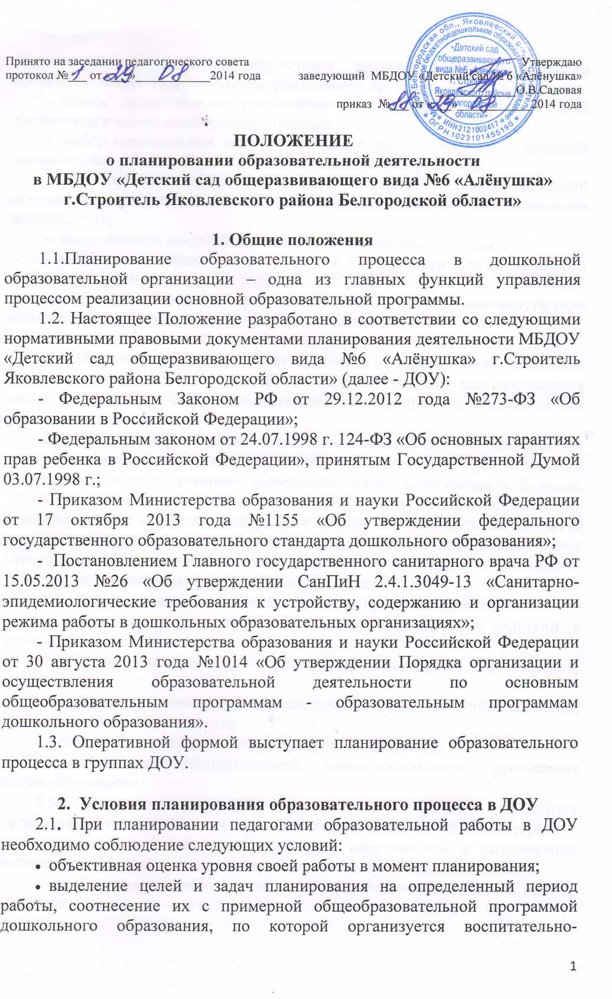 Принято на заседании педагогического совета
протокол № 1 от «29» 08 2014 года
Утверждаю
заведующий МБДОУ «Детский сад № 6 «Алёнушка»
О.В.Садовая
приказ № от «29» 08 2014 года
«Детский сад
общеразвивающего
вида №6 «Алёнушка»
г. Строитель
Яковлевского района
Белгородской
области»
Белгородская обл., Яковлевский р-н, г. Строитель
Муниципальное бюджетное дошкольное образовательное учреждение
* ИНН 3121002417 *
* ОГРН 1023101455190 *
ПОЛОЖЕНИЕ
о планировании образовательной деятельности
в МБДОУ «Детский сад общеразвивающего вида №6 «Алёнушка»
г.Строитель Яковлевского района Белгородской области»
1. Общие положения
1.1.Планирование образовательного процесса в дошкольной
образовательной организации – одна из главных функций управления
процессом реализации основной образовательной программы.
1.2. Настоящее Положение разработано в соответствии со следующими
нормативными правовыми документами планирования деятельности МБДОУ
«Детский сад общеразвивающего вида №6 «Алёнушка» г.Строитель
Яковлевского района Белгородской области» (далее - ДОУ):
- Федеральным Законом РФ от 29.12.2012 года №273-ФЗ «Об
образовании в Российской Федерации»;
- Федеральным законом от 24.07.1998 г. 124-ФЗ «Об основных гарантиях
прав ребенка в Российской Федерации», принятым Государственной Думой
03.07.1998 г.;
- Приказом Министерства образования и науки Российской Федерации
от 17 октября 2013 года №1155 «Об утверждении федерального
государственного образовательного стандарта дошкольного образования»;
- Постановлением Главного государственного санитарного врача РФ от
15.05.2013 №26 «Об утверждении СанПиН 2.4.1.3049-13 «Санитарно-
эпидемиологические требования к устройству, содержанию и организации
режима работы в дошкольных образовательных организациях»;
- Приказом Министерства образования и науки Российской Федерации
от 30 августа 2013 года №1014 «Об утверждении Порядка организации и
осуществления образовательной деятельности по основным
общеобразовательным программам - образовательным программам
дошкольного образования».
1.3. Оперативной формой выступает планирование образовательного
процесса в группах ДОУ.
2. Условия планирования образовательного процесса в ДОУ
2.1. При планировании педагогами образовательной работы в ДОУ
необходимо соблюдение следующих условий:
• объективная оценка уровня своей работы в момент планирования;
• выделение целей и задач планирования на определенный период
работы, соотнесение их с примерной общеобразовательной программой
дошкольного образования, по которой организуется воспитательно-
1